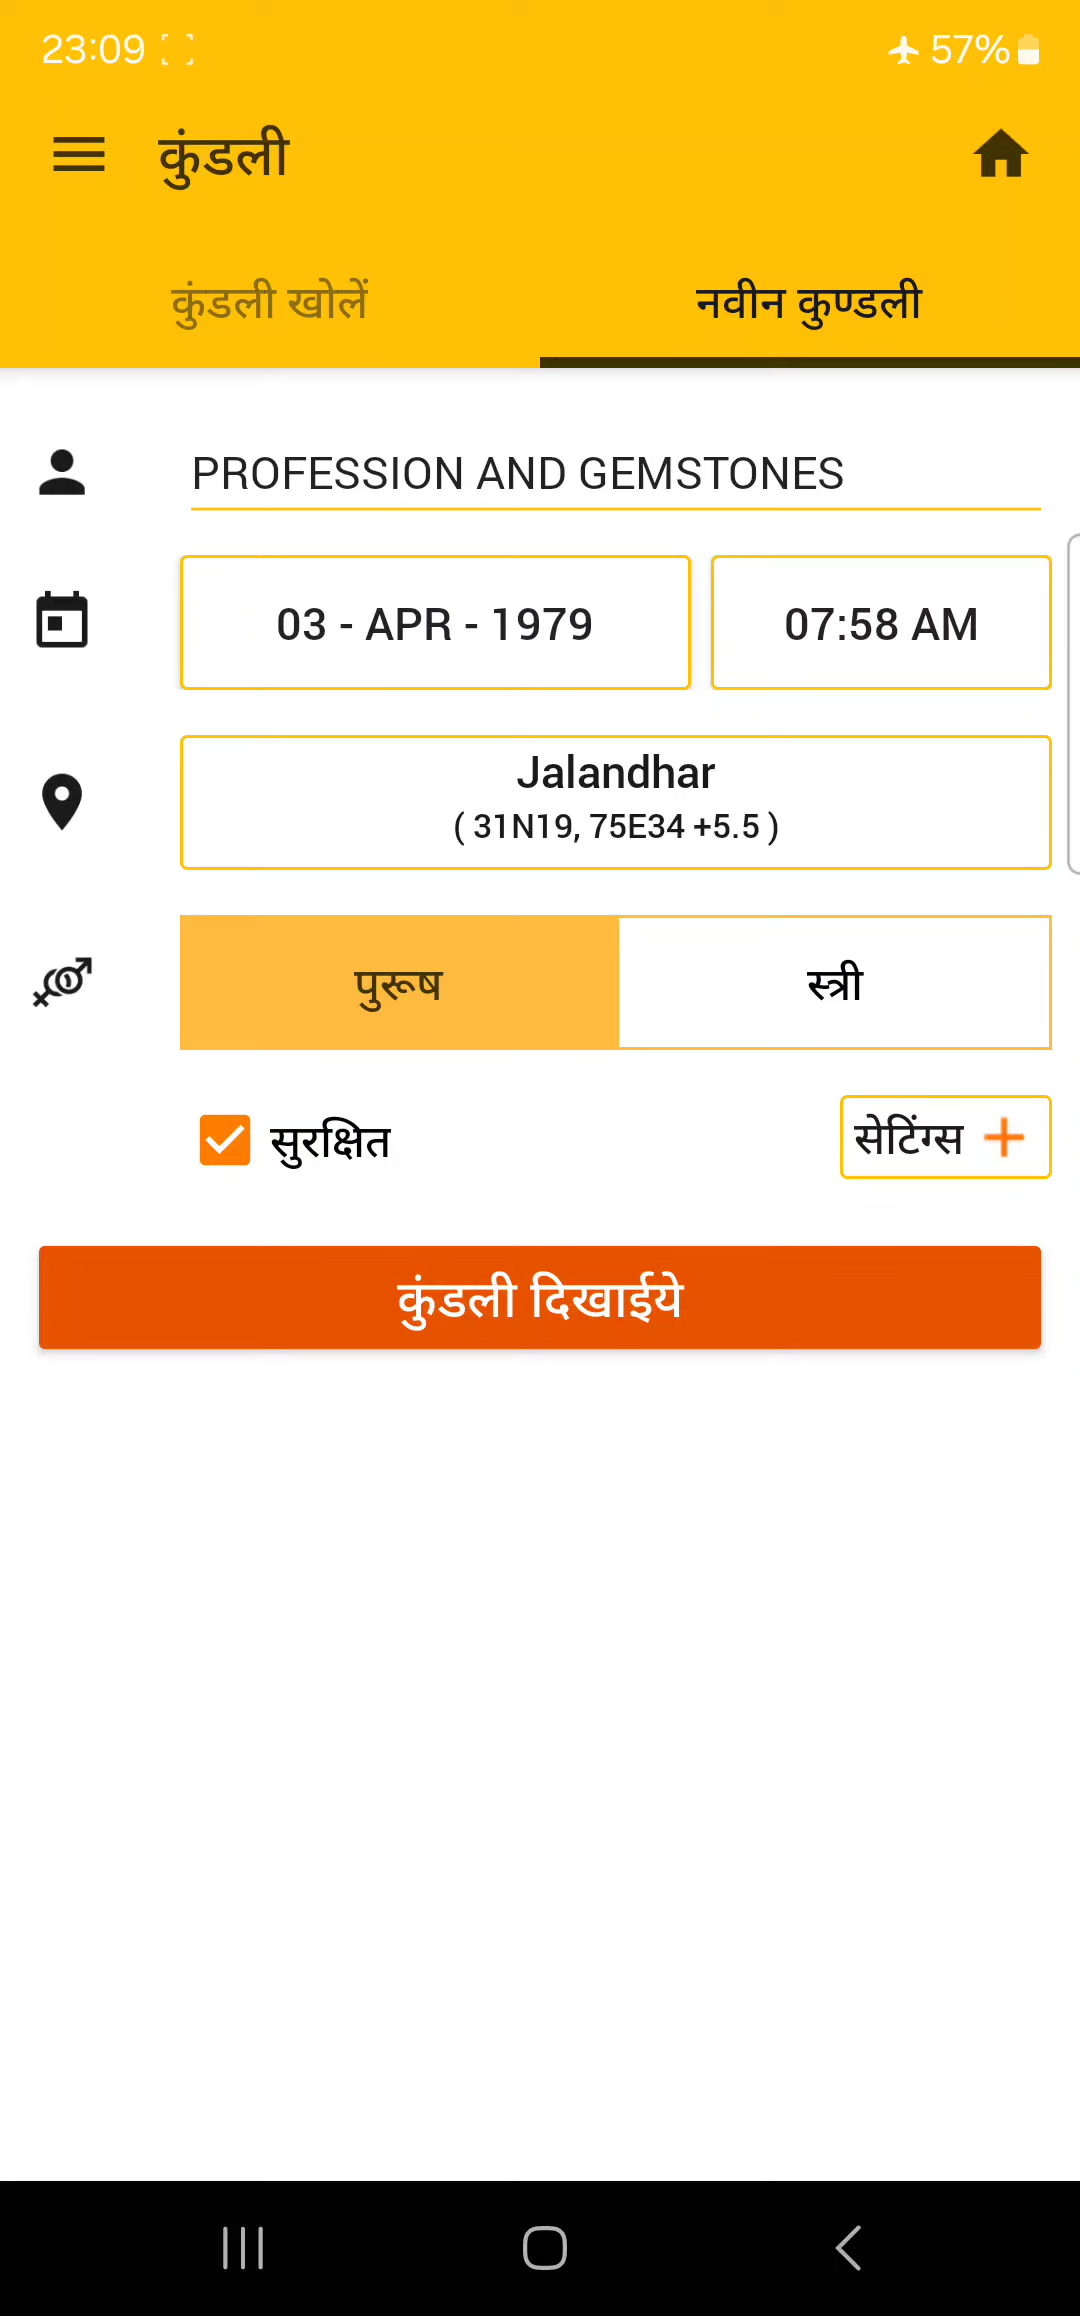 23:09 57%
कुंडली
कुंडली खोलें नवीन कुण्डली
PROFESSION AND GEMSTONES
03 - APR - 1979 07:58 AM
Jalandhar
( 31N19, 75E34 +5.5 )
पुरूष स्त्री
सुरक्षित सेटिंग्स +
कुंडली दिखाईये